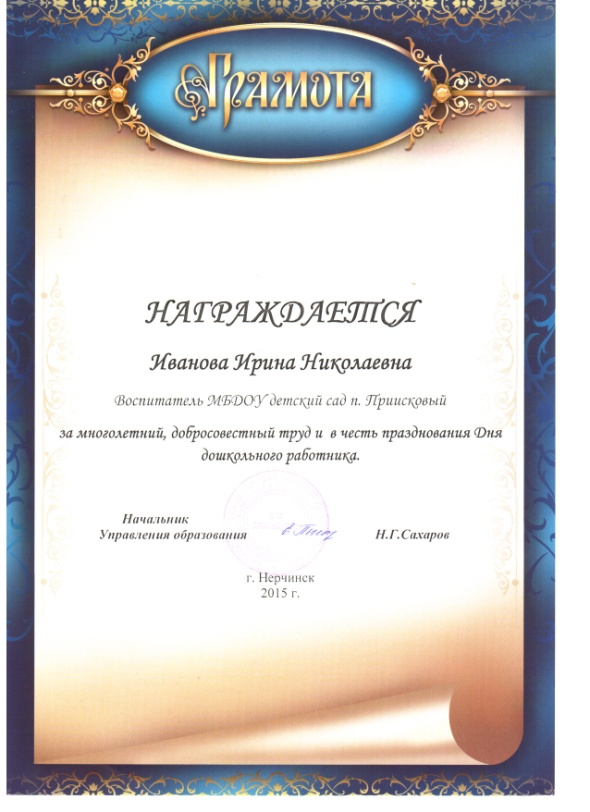 Грамота
НАГРАЖДАЕТСЯ
Иванова Ирина Николаевна
Воспитатель МБДОУ детский сад п. Приисковый
за многолетний, добросовестный труд и в честь празднования Дня
дошкольного работника.
Начальник
Управления образования Н.Г.Сахаров
г. Нерчинск
2015 г.